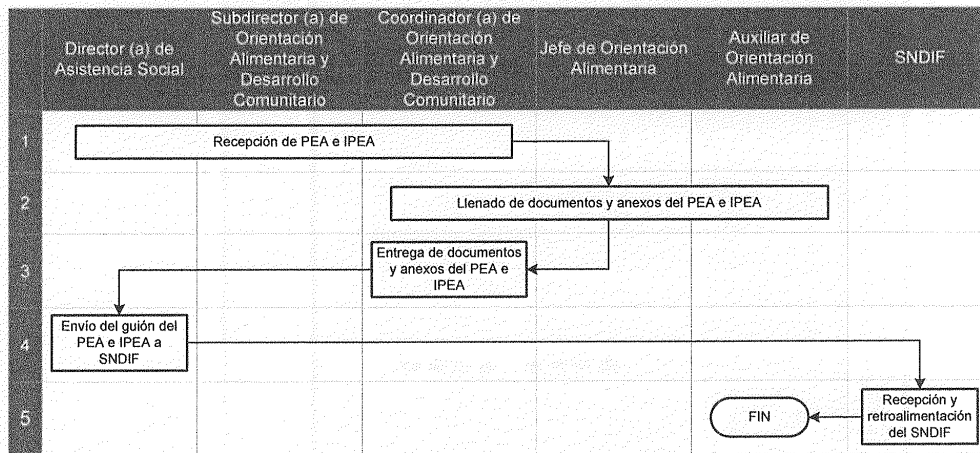 Director (a) de
Asistencia Social
Subdirector (a) de
Orientación
Alimentaria y
Desarrollo
Comunitario
Coordinador (a) de
Orientación
Alimentaria y
Desarrollo
Comunitario
Jefe de Orientación
Alimentaria
Auxiliar de
Orientación
Alimentaria
SNDIF
1
Recepción de PEA e IPEA
2
Llenado de documentos y anexos del PEA e IPEA
3
Entrega de documentos
y anexos del PEA e
IPEA
4
Envío del guión del
PEA e IPEA a
SNDIF
5
FIN
Recepción y
retroalimentación
del SNDIF